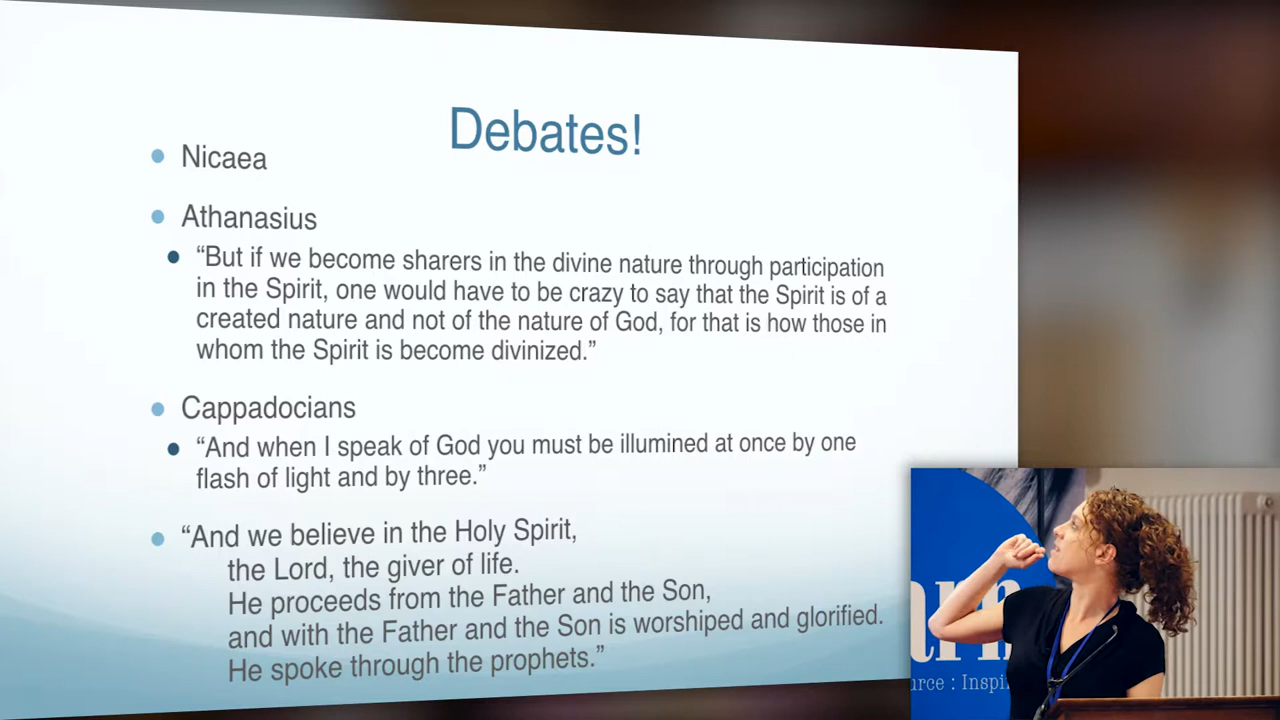 Debates!
Nicaea
Athanasius
“But if we become sharers in the divine nature through participation
in the Spirit, one would have to be crazy to say that the Spirit is of a
created nature and not of the nature of God, for that is how those in
whom the Spirit is become divinized.”
Cappadocians
“And when I speak of God you must be illumined at once by one
flash of light and by three.”
“And we believe in the Holy Spirit,
the Lord, the giver of life.
He proceeds from the Father and the Son,
and with the Father and the Son is worshiped and glorified.
He spoke through the prophets.”